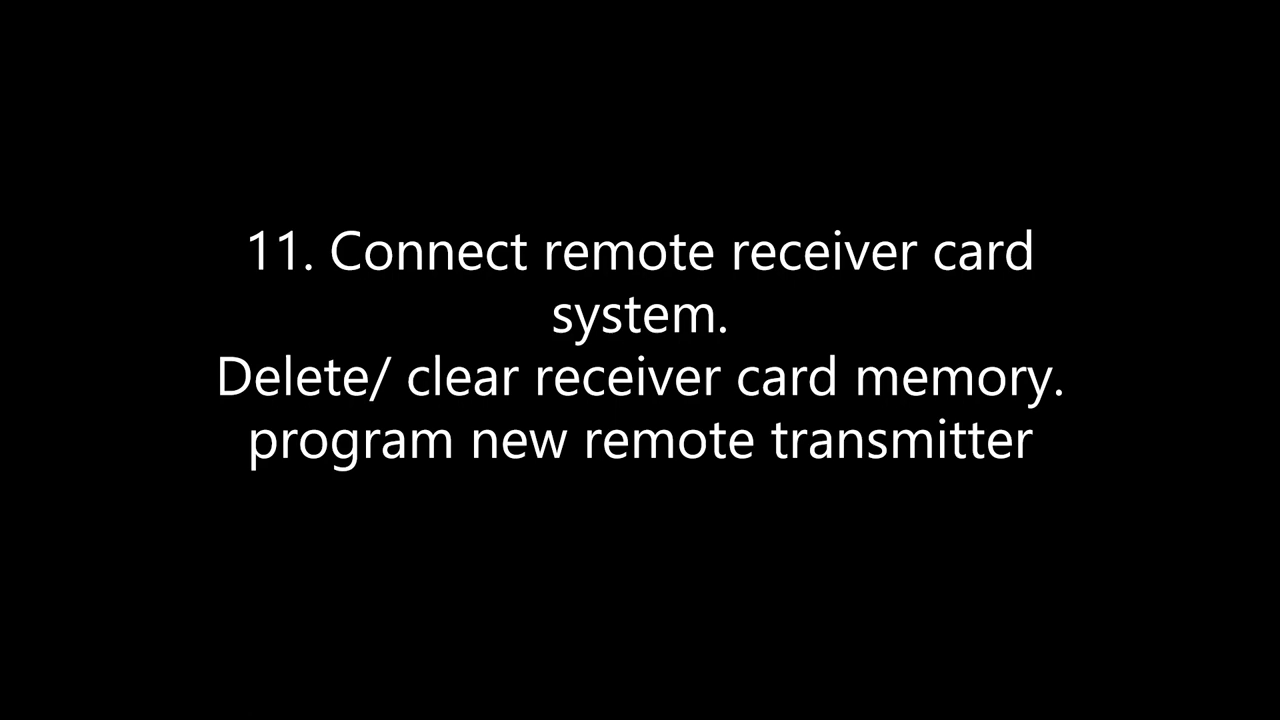 11. Connect remote receiver card
system.
Delete/ clear receiver card memory.
program new remote transmitter